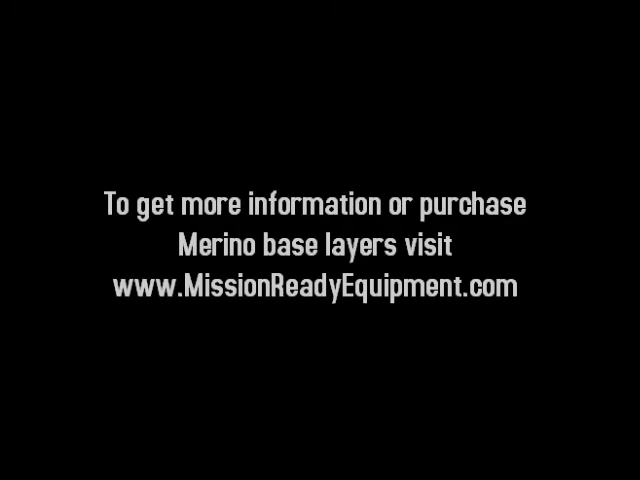 To get more information or purchase
Merino base layers visit
www.MissionReadyEquipment.com